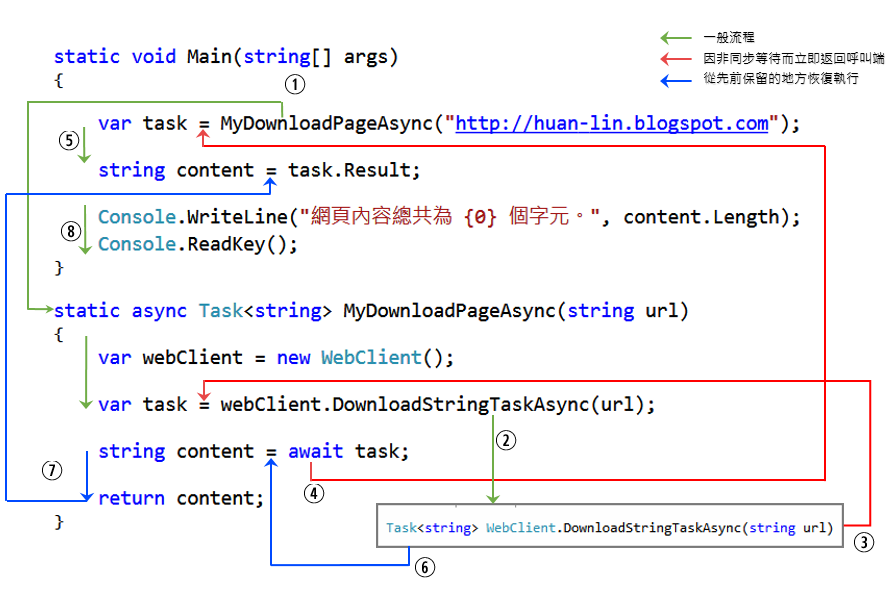 一般流程
因非同步等待而立即返回呼叫端
從先前保留的地方恢復執行
static void Main(string[] args)
{
①
var task = MyDownloadPageAsync("http://huan-lin.blogspot.com");
⑤
string content = task.Result;
Console.WriteLine("網頁內容總共為 {0} 個字元。", content.Length);
⑧
Console.ReadKey();
}
static async Task<string> MyDownloadPageAsync(string url)
{
var webClient = new WebClient();
var task = webClient.DownloadStringTaskAsync(url);
②
string content = await task;
⑦
④
return content;
}
Task<string> WebClient.DownloadStringTaskAsync(string url)
③
⑥